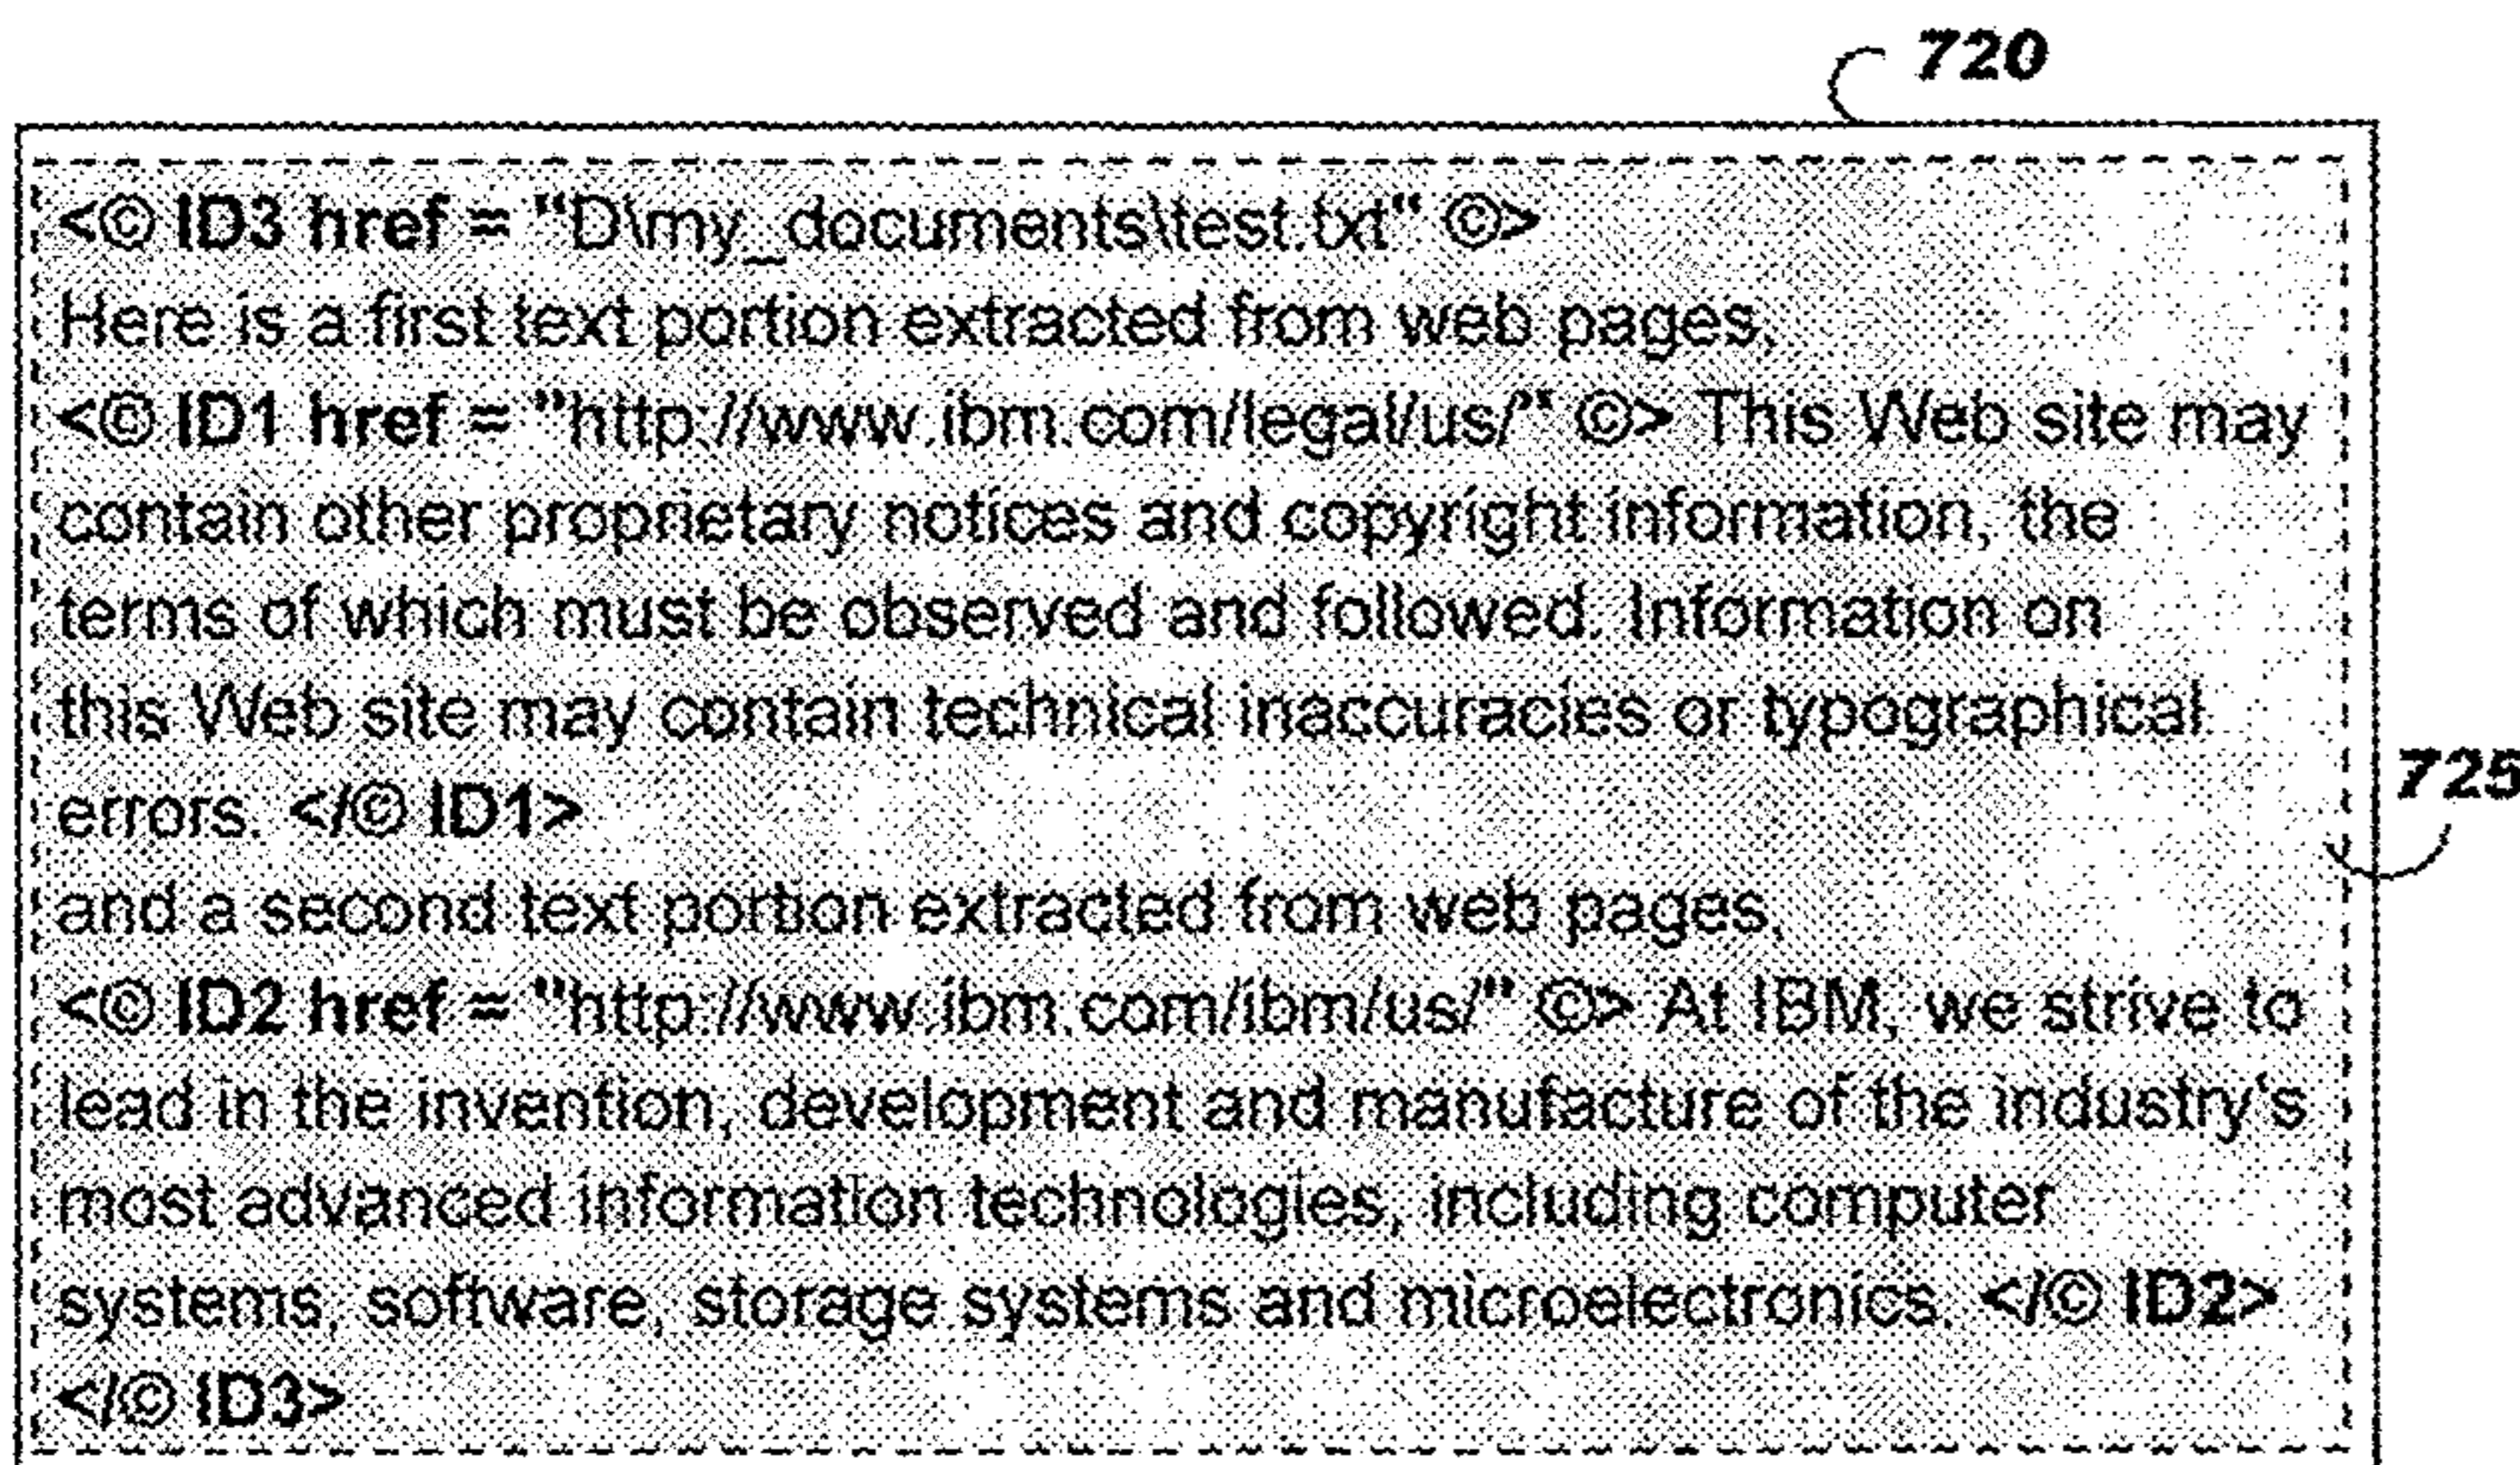 720
<© ID3 href = "D\my_documents\test.txt" ©>
Here is a first text portion extracted from web pages,
<© ID1 href = "http://www.ibm.com/legal/us/" ©> This Web site may
contain other proprietary notices and copyright information, the
terms of which must be observed and followed. Information on
this Web site may contain technical inaccuracies or typographical
errors. </© ID1>
725
and a second text portion extracted from web pages,
<© ID2 href = "http://www.ibm.com/ibm/us/" ©> At IBM, we strive to
lead in the invention, development and manufacture of the industry's
most advanced information technologies, including computer
systems, software, storage systems and microelectronics. </© ID2>
</© ID3>